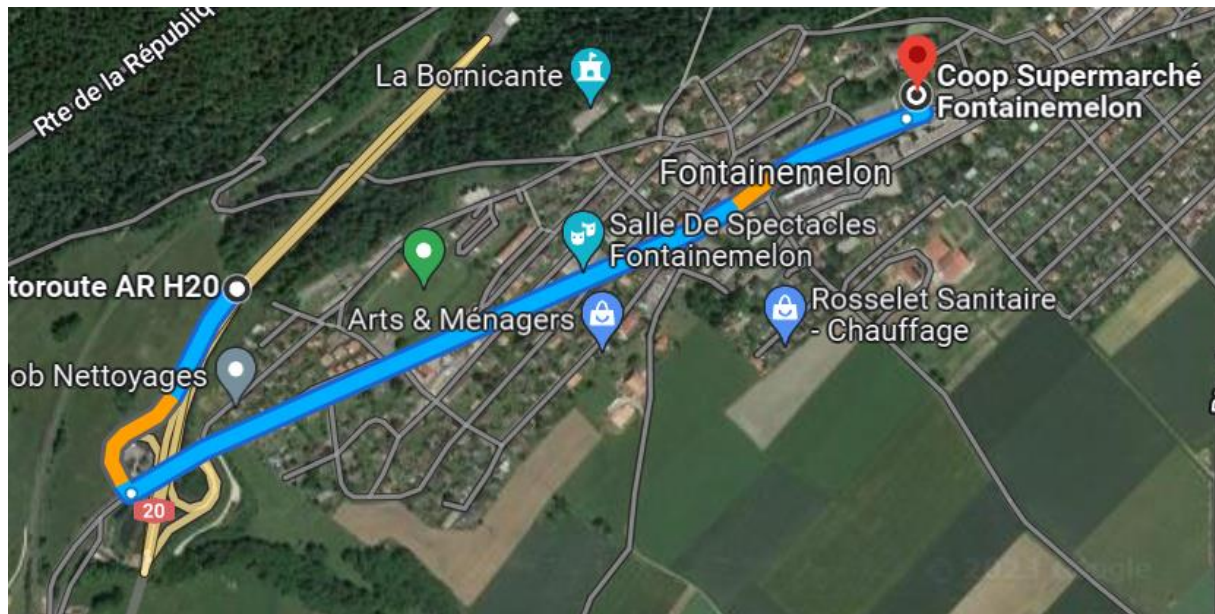 Rte de la Républiq
La Bornicante
Coop Supermarché
Fontainemelon
Fontainemelon
Salle De Spectacles
Fontainemelon
toroute AR H20
Arts & Ménagers
Rosselet Sanitaire
- Chauffage
ob Nettoyages
20